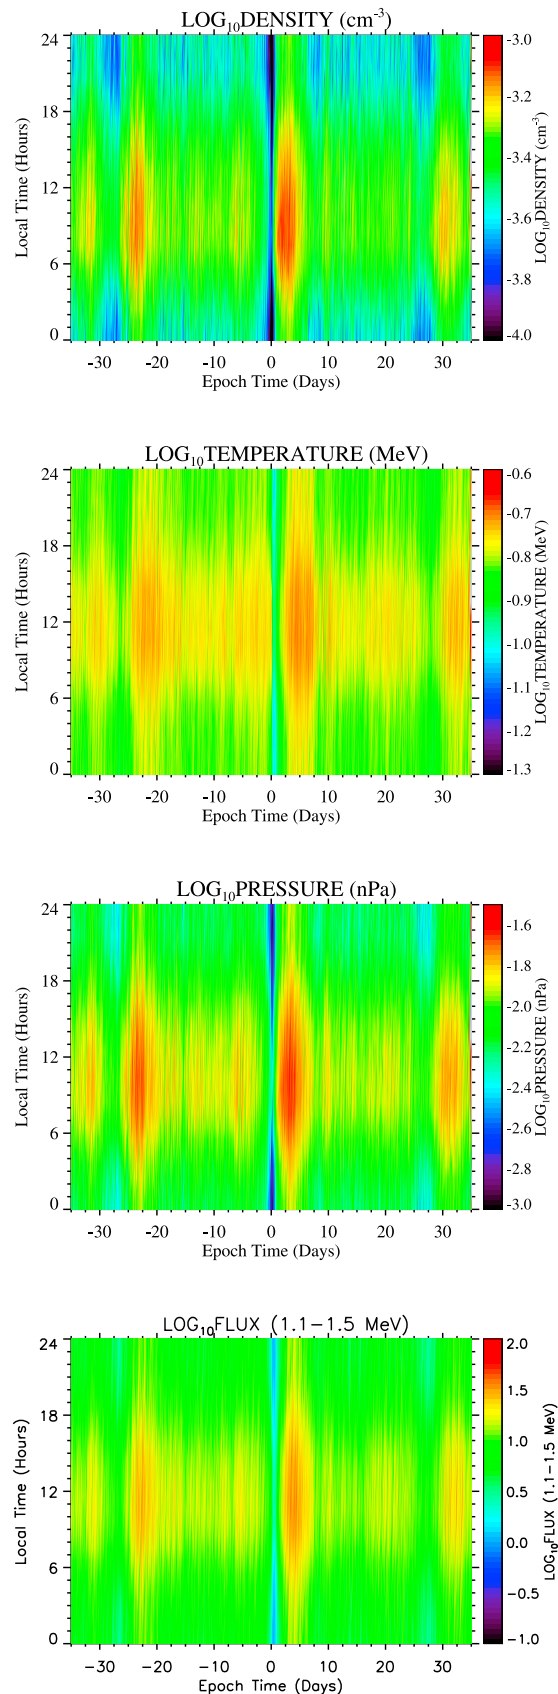 LOG₁₀DENSITY (cm⁻³)
24
18
12
6
0
Local Time (Hours)
-30 -20 -10 0 10 20 30
Epoch Time (Days)
-3.0
-3.2
-3.4
-3.6
-3.8
-4.0
LOG₁₀DENSITY (cm⁻³)
LOG₁₀TEMPERATURE (MeV)
24
18
12
6
0
Local Time (Hours)
-30 -20 -10 0 10 20 30
Epoch Time (Days)
-0.6
-0.7
-0.8
-0.9
-1.0
-1.1
-1.2
-1.3
LOG₁₀TEMPERATURE (MeV)
LOG₁₀PRESSURE (nPa)
24
18
12
6
0
Local Time (Hours)
-30 -20 -10 0 10 20 30
Epoch Time (Days)
-1.6
-1.8
-2.0
-2.2
-2.4
-2.6
-2.8
-3.0
LOG₁₀PRESSURE (nPa)
LOG₁₀FLUX (1.1−1.5 MeV)
24
18
12
6
0
Local Time (Hours)
−30 −20 −10 0 10 20 30
Epoch Time (Days)
2.0
1.5
1.0
0.5
0.0
−0.5
−1.0
LOG₁₀FLUX (1.1−1.5 MeV)